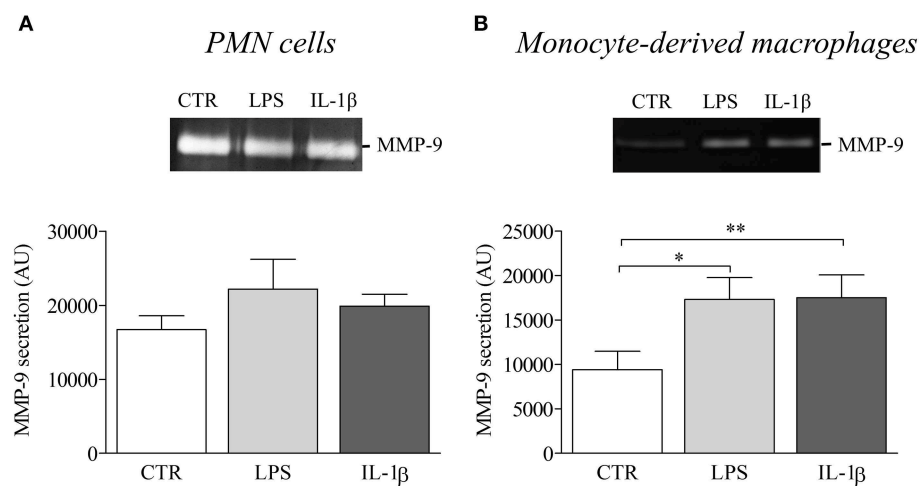 A
PMN cells
CTR LPS IL-1β
MMP-9
MMP-9 secretion (AU)
30000
20000
10000
0
CTR LPS IL-1β
B
Monocyte-derived macrophages
CTR LPS IL-1β
MMP-9
MMP-9 secretion (AU)
25000
20000
15000
10000
5000
0
**
*
CTR LPS IL-1β